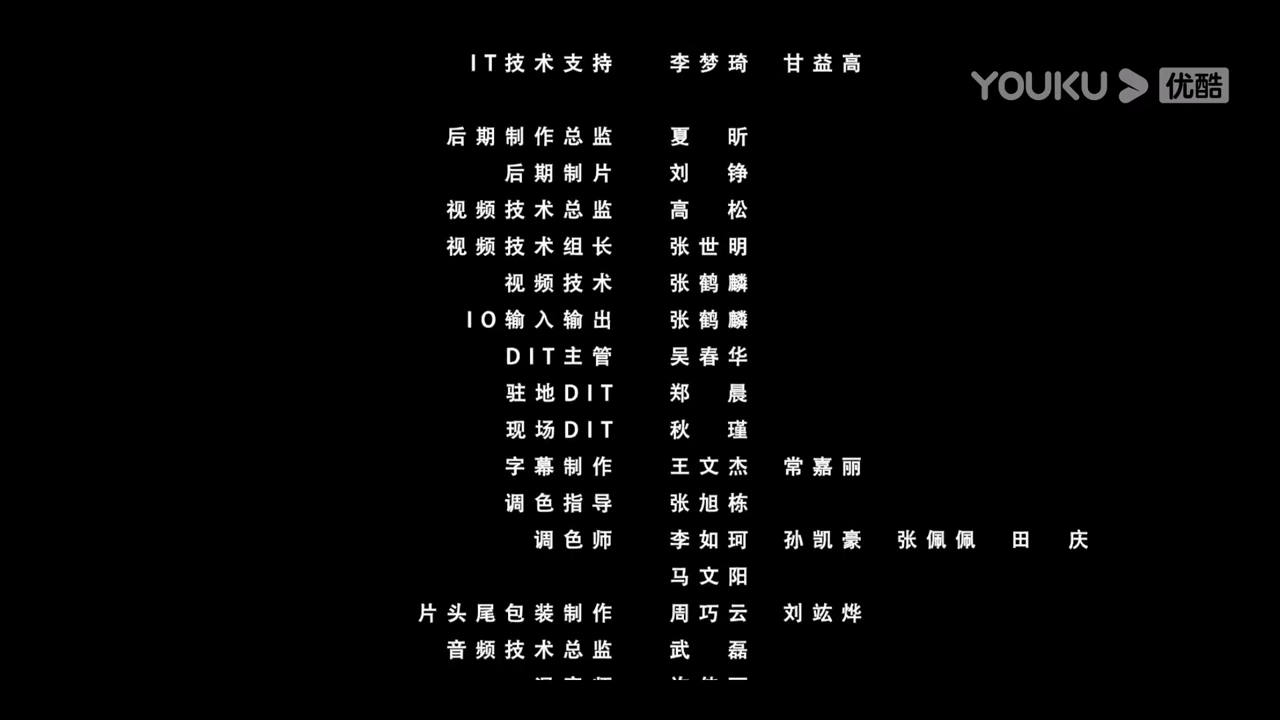 IT技术支持 李梦琦 甘益高
YOUKU 优酷
后期制作总监 夏昕
后期制片 刘铮
视频技术总监 高松
视频技术组长 张世明
视频技术 张鹤麟
IO输入输出 张鹤麟
DIT主管 吴春华
驻地DIT 郑晨
现场DIT 秋瑾
字幕制作 王文杰 常嘉丽
调色指导 张旭栋
调色师 李如珂 孙凯豪 张佩佩 田庆
马文阳
片头尾包装制作 周巧云 刘竑烨
音频技术总监 武磊